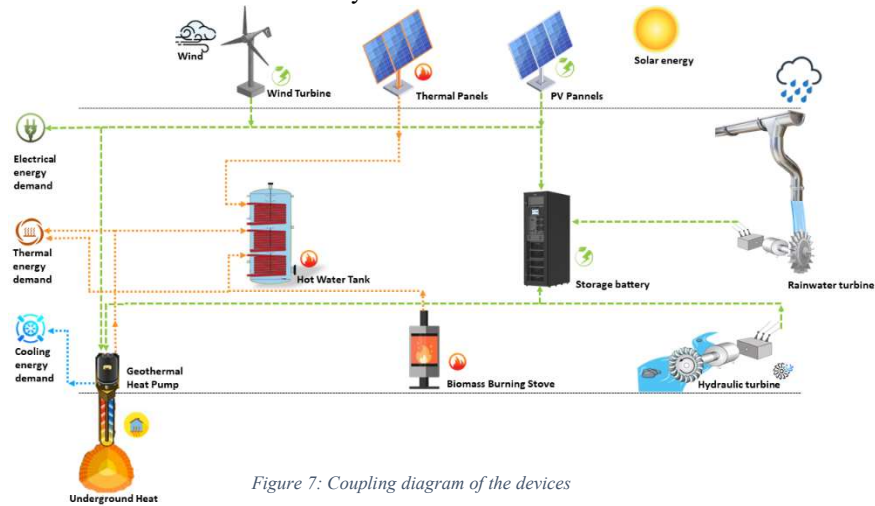 Wind
Wind Turbine
Thermal Panels
PV Pannels
Solar energy
Electrical
energy
demand
Thermal
energy
demand
Hot Water Tank
Storage battery
Rainwater turbine
Cooling
energy
demand
Geothermal
Heat Pump
Biomass Burning Stove
Hydraulic turbine
Underground Heat
Figure 7: Coupling diagram of the devices